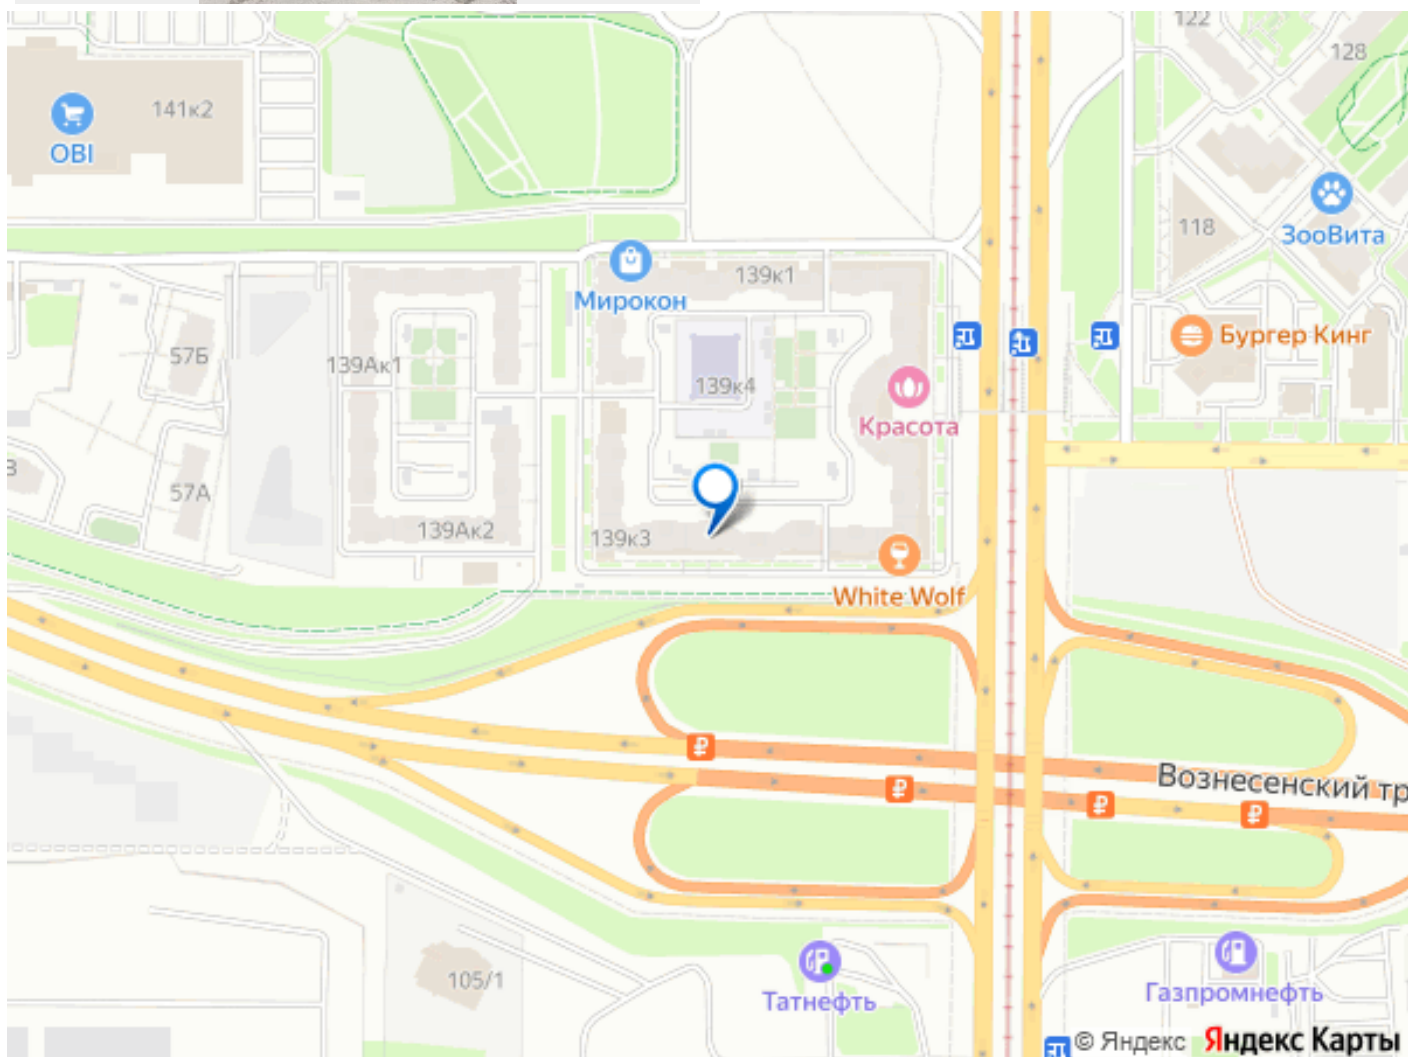 122
128
141к2
OBI
118
ЗооВита
139к1
Мирокон
Бургер Кинг
57Б
139Ак1
139к4
Красота
В
57А
139Ак2
139к3
White Wolf
₽
Вознесенский тр
₽
₽
₽
105/1
Татнефть
Газпромнефть
© Яндекс Яндекс Карты